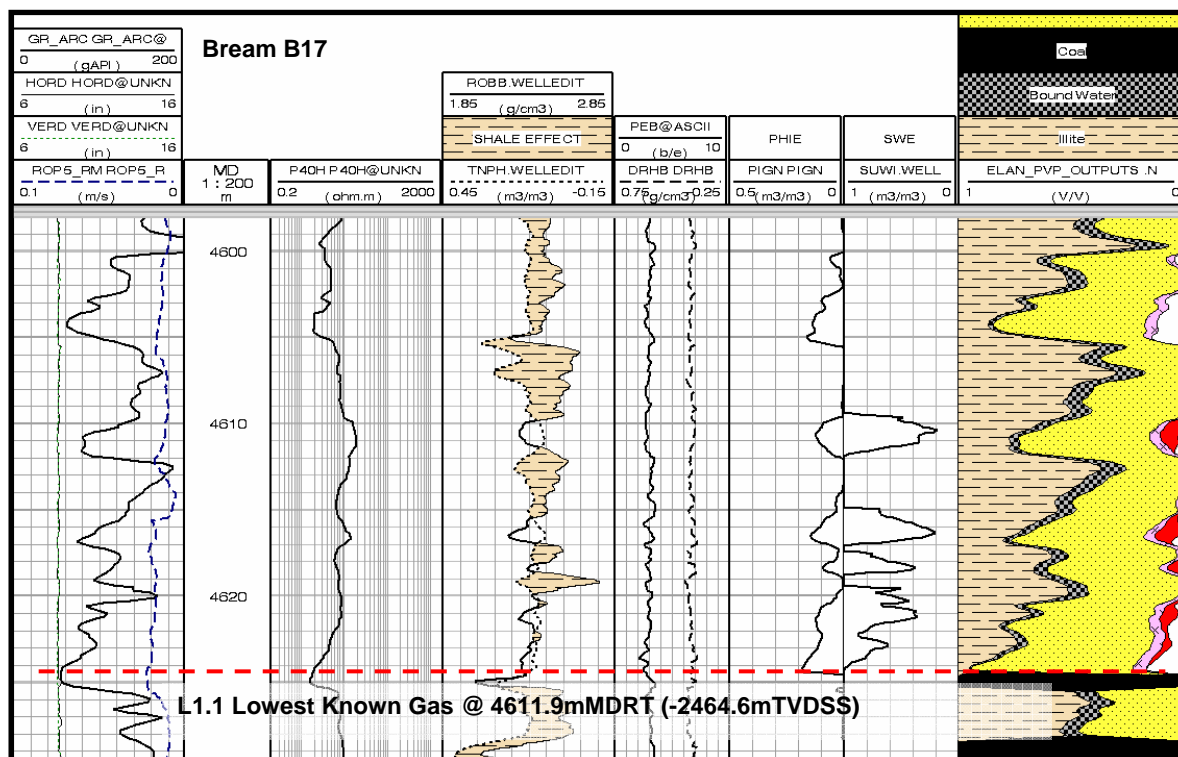 Bream B17
GR_ARC GR_ARC@
0 (gAPI) 200
HORD HORD@UNKN
6 (in) 16
VERD VERD@UNKN
6 (in) 16
ROP5_RM ROP5_R
0.1 (m/s) 0
MD
1 : 200
m
P40H P40H@UNKN
0.2 (ohm.m) 2000
ROBB.WELLEDIT
1.85 (g/cm3) 2.85
SHALE EFFECT
TNPH.WELLEDIT
0.45 (m3/m3) -0.15
PEB@ASCII
0 (b/e) 10
DRHB DRHB
0.75 (g/cm3) -0.25
PHIE
PIGN PIGN
0.5 (m3/m3) 0
SWE
SUWI.WELL
1 (m3/m3) 0
Coal
Bound Water
Illite
ELAN_PVP_OUTPUTS .N
1 (V/V)
4600
4610
4620
L1.1 Lowest Known Gas @ 4611.9mMDRT (-2464.6mTVDSS)